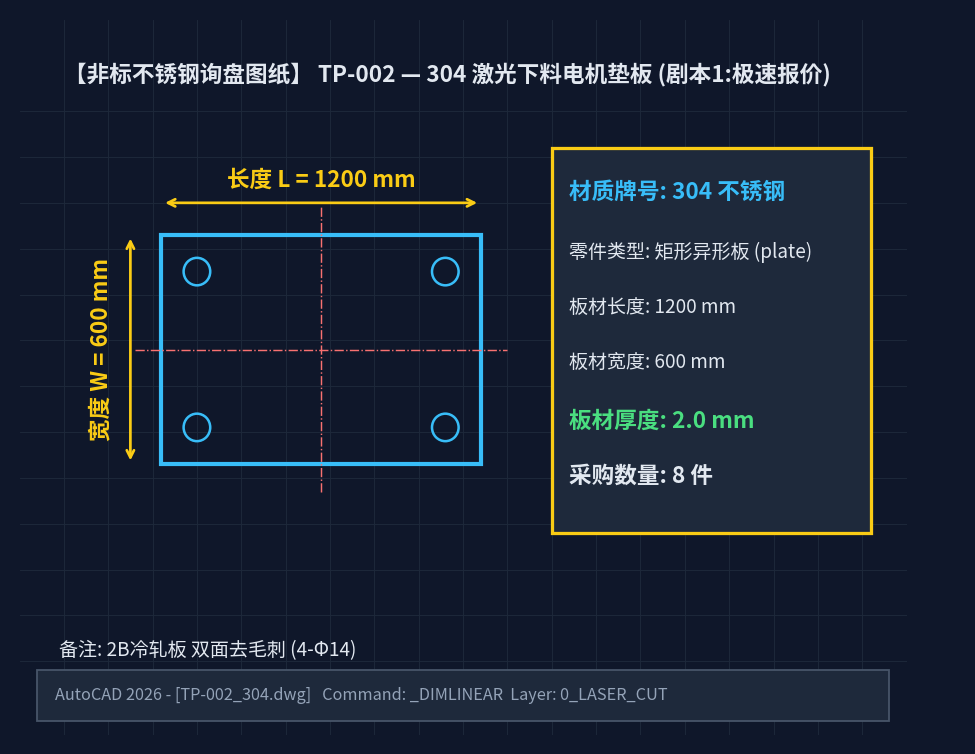 【非标不锈钢询盘图纸】 TP-002 — 304 激光下料电机垫板 (剧本1:极速报价)
长度 L = 1200 mm
宽度 W = 600 mm
材质牌号: 304 不锈钢
零件类型: 矩形异形板 (plate)
板材长度: 1200 mm
板材宽度: 600 mm
板材厚度: 2.0 mm
采购数量: 8 件
备注: 2B冷轧板 双面去毛刺 (4-Φ14)
AutoCAD 2026 - [TP-002_304.dwg] Command: _DIMLINEAR Layer: 0_LASER_CUT